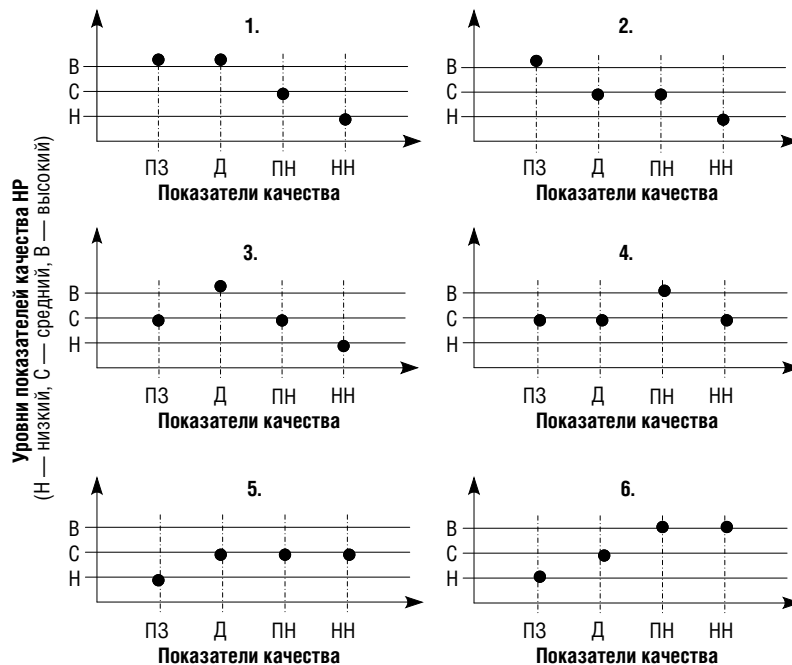 Уровни показателей качества НР
(Н — низкий, С — средний, В — высокий)
1.
В
С
Н
ПЗ Д ПН НН
Показатели качества
2.
В
С
Н
ПЗ Д ПН НН
Показатели качества
3.
В
С
Н
ПЗ Д ПН НН
Показатели качества
4.
В
С
Н
ПЗ Д ПН НН
Показатели качества
5.
В
С
Н
ПЗ Д ПН НН
Показатели качества
6.
В
С
Н
ПЗ Д ПН НН
Показатели качества